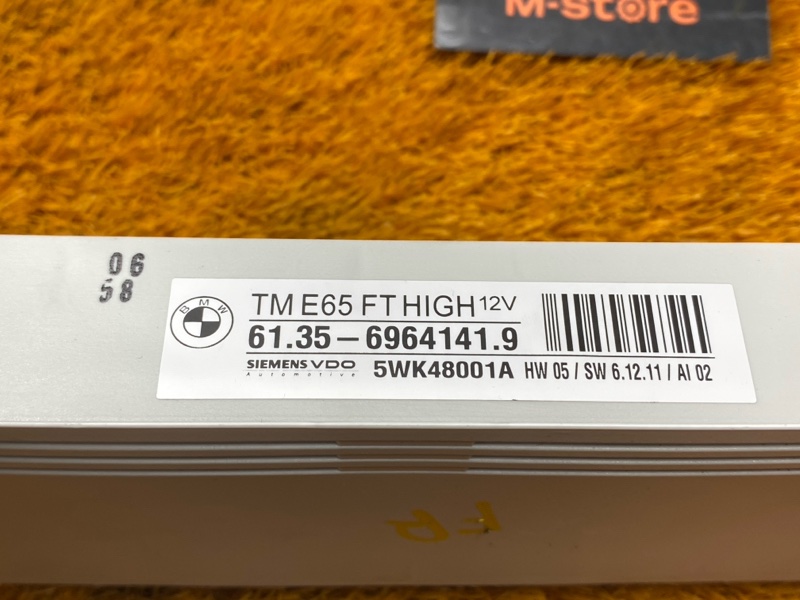 M-store
06
58
BMW
TM E65 FT HIGH 12V
61.35-6964141.9
SIEMENS VDO
Automotive
5WK48001A HW 05 / SW 6.12.11 / AI 02